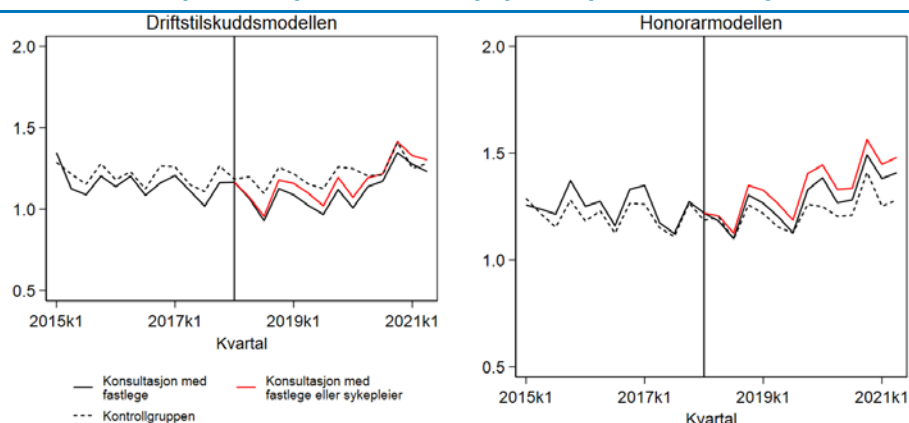 Driftstilskuddsmodellen
2.0
1.5
1.0
0.5
2015k1 2017k1 2019k1 2021k1
Kvartal
Konsultasjon med fastlege
Konsultasjon med fastlege eller sykepleier
Kontrollgruppen
Honorarmodellen
2.0
1.5
1.0
0.5
2015k1 2017k1 2019k1 2021k1
Kvartal